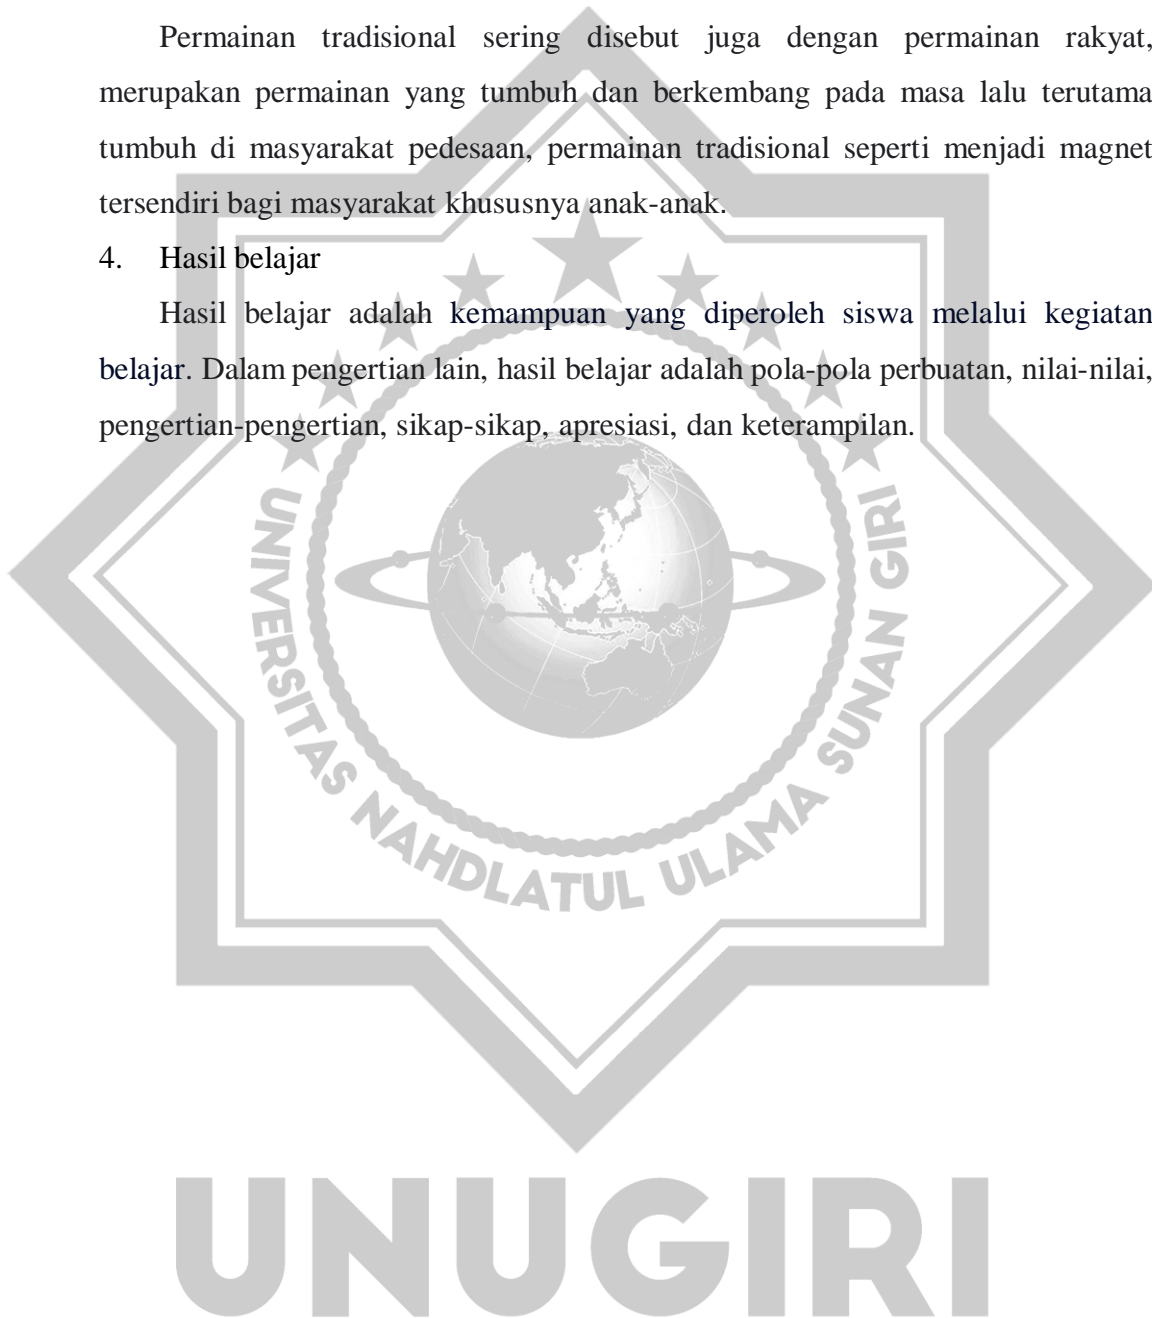 Permainan tradisional sering disebut juga dengan permainan rakyat,
merupakan permainan yang tumbuh dan berkembang pada masa lalu terutama
tumbuh di masyarakat pedesaan, permainan tradisional seperti menjadi magnet
tersendiri bagi masyarakat khususnya anak-anak.
4. Hasil belajar
Hasil belajar adalah kemampuan yang diperoleh siswa melalui kegiatan
belajar. Dalam pengertian lain, hasil belajar adalah pola-pola perbuatan, nilai-nilai,
pengertian-pengertian, sikap-sikap, apresiasi, dan keterampilan.
UNIVERSITAS NAHDLATUL ULAMA SUNAN GIRI
UNUGIRI